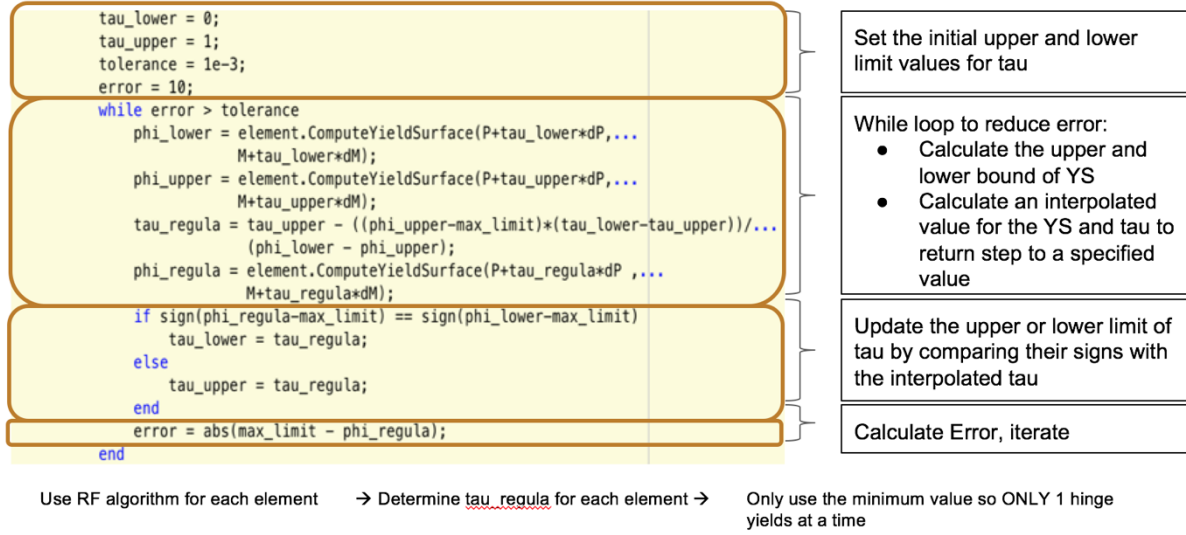 tau_lower = 0;
tau_upper = 1;
tolerance = 1e-3;
error = 10;
while error > tolerance
phi_lower = element.ComputeYieldSurface(P+tau_lower*dP,...
M+tau_lower*dM);
phi_upper = element.ComputeYieldSurface(P+tau_upper*dP,...
M+tau_upper*dM);
tau_regula = tau_upper - ((phi_upper-max_limit)*(tau_lower-tau_upper))/...
(phi_lower - phi_upper);
phi_regula = element.ComputeYieldSurface(P+tau_regula*dP ,...
M+tau_regula*dM);
if sign(phi_regula-max_limit) == sign(phi_lower-max_limit)
tau_lower = tau_regula;
else
tau_upper = tau_regula;
end
error = abs(max_limit - phi_regula);
end
Set the initial upper and lower
limit values for tau
While loop to reduce error:
● Calculate the upper and
lower bound of YS
● Calculate an interpolated
value for the YS and tau to
return step to a specified
value
Update the upper or lower limit of
tau by comparing their signs with
the interpolated tau
Calculate Error, iterate
Use RF algorithm for each element → Determine tau_regula for each element → Only use the minimum value so ONLY 1 hinge
yields at a time